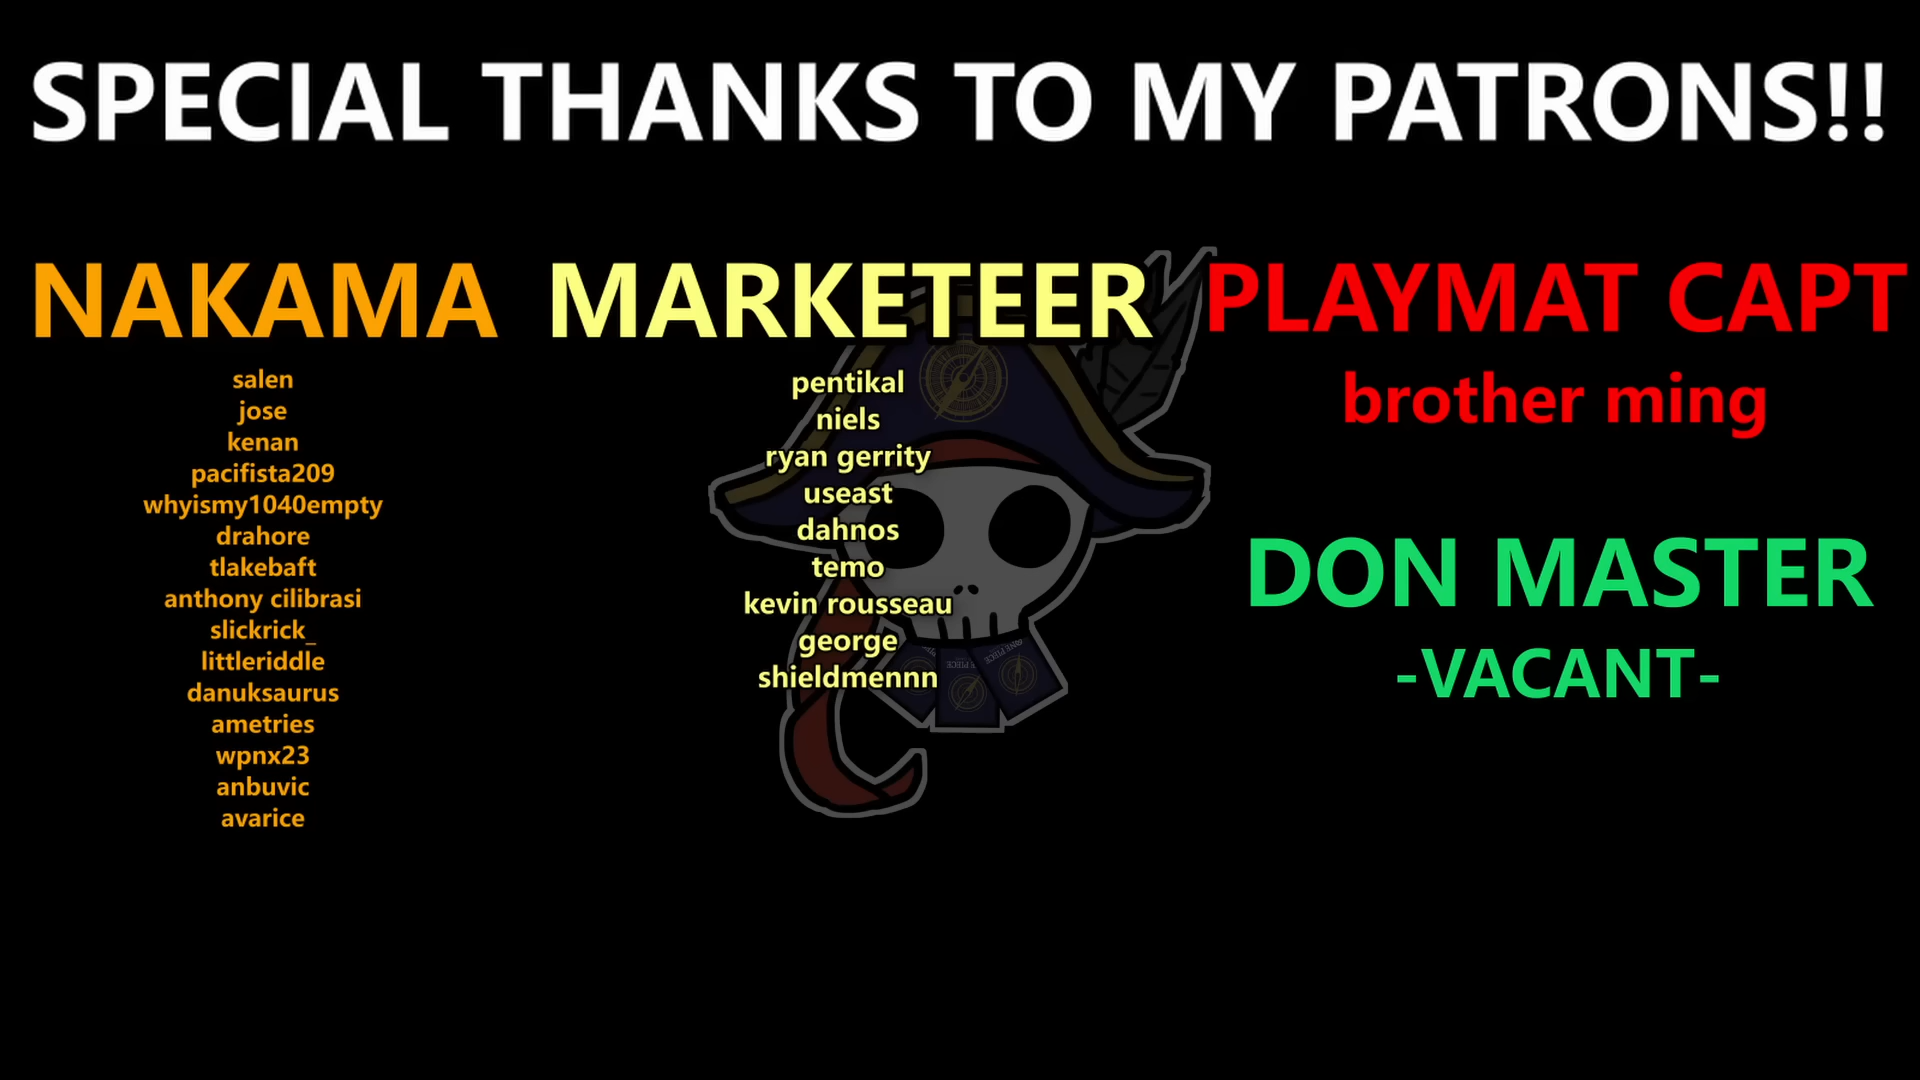 SPECIAL THANKS TO MY PATRONS!!
NAKAMA
salen
jose
kenan
pacifista209
whyismy1040empty
drahore
tlakebaft
anthony cilibrasi
slickrick_
littleriddle
danuksaurus
ametries
wpnx23
anbuvic
avarice
MARKETEER
pentikal
niels
ryan gerrity
useast
dahnos
temo
kevin rousseau
george
shieldmennn
PLAYMAT CAPT
brother ming
DON MASTER
-VACANT-
ONE PIECE